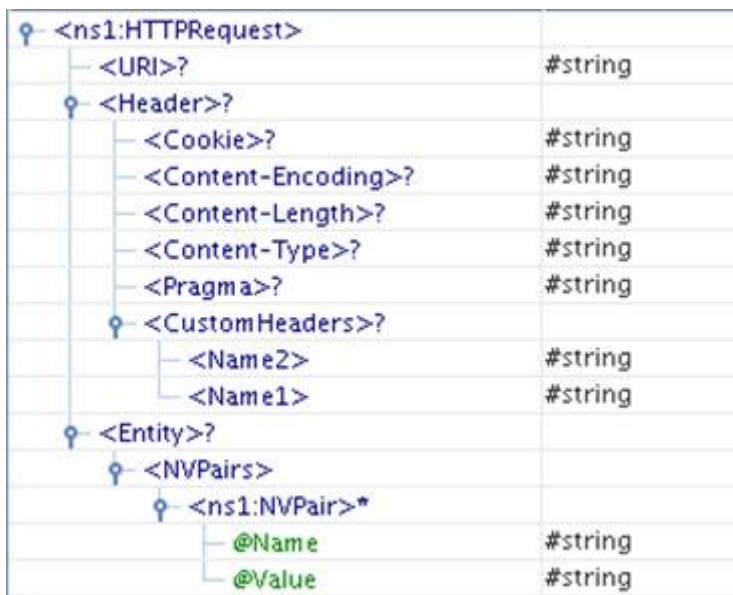 <ns1:HTTPRequest>
<URI>? #string
<Header>?
<Cookie>? #string
<Content-Encoding>? #string
<Content-Length>? #string
<Content-Type>? #string
<Pragma>? #string
<CustomHeaders>?
<Name2> #string
<Name1> #string
<Entity>?
<NVPairs>
<ns1:NVPair>*
@Name #string
@Value #string